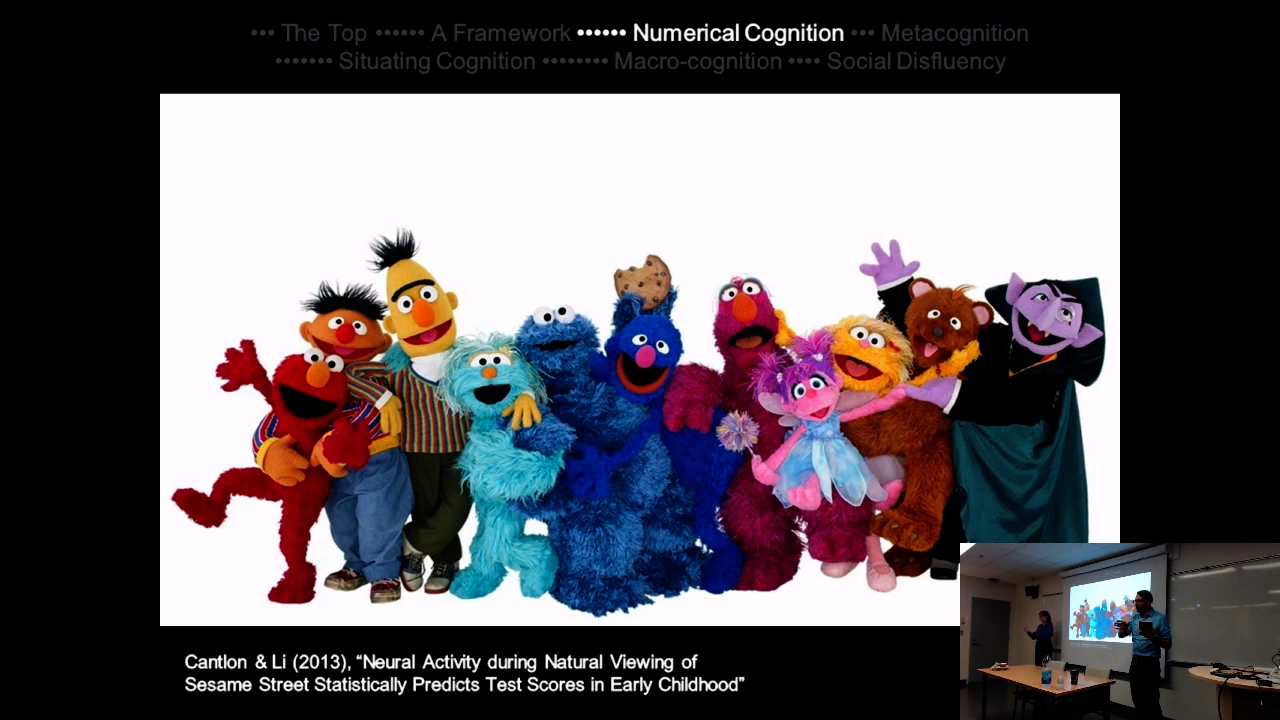 ••• The Top •••••• A Framework •••••• Numerical Cognition ••• Metacognition
••••••• Situating Cognition •••••••• Macro-cognition •••• Social Disfluency
Cantlon & Li (2013), “Neural Activity during Natural Viewing of
Sesame Street Statistically Predicts Test Scores in Early Childhood”